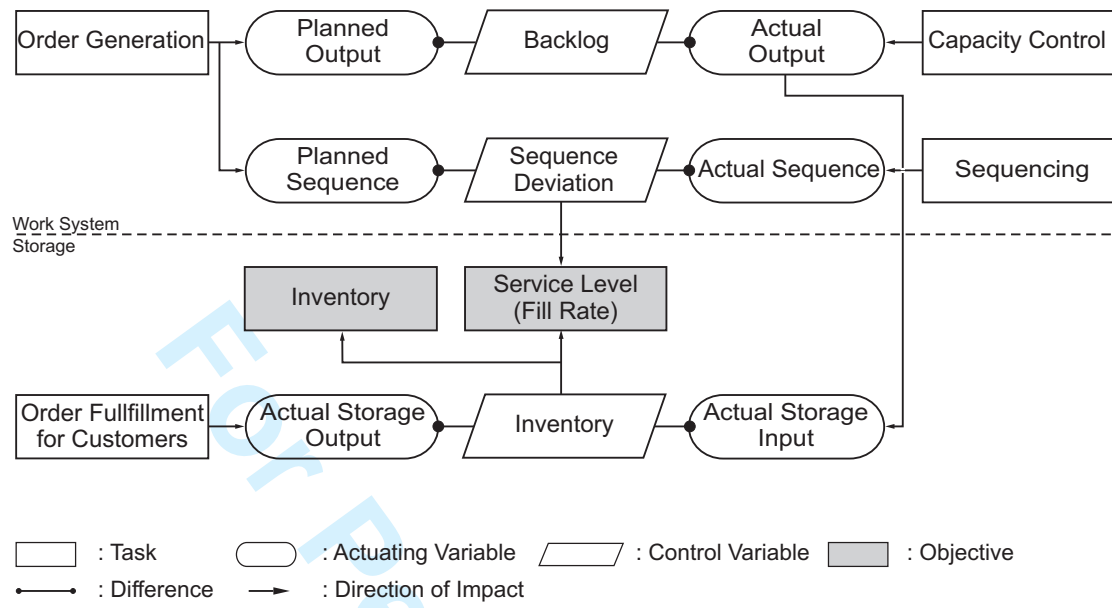 Order Generation
Planned
Output
Backlog
Actual
Output
Capacity Control
Planned
Sequence
Sequence
Deviation
Actual Sequence
Sequencing
Work System
Storage
Inventory
Service Level
(Fill Rate)
Order Fullfillment
for Customers
Actual Storage
Output
Inventory
Actual Storage
Input
: Task
: Actuating Variable
: Control Variable
: Objective
: Difference
: Direction of Impact
For Pe